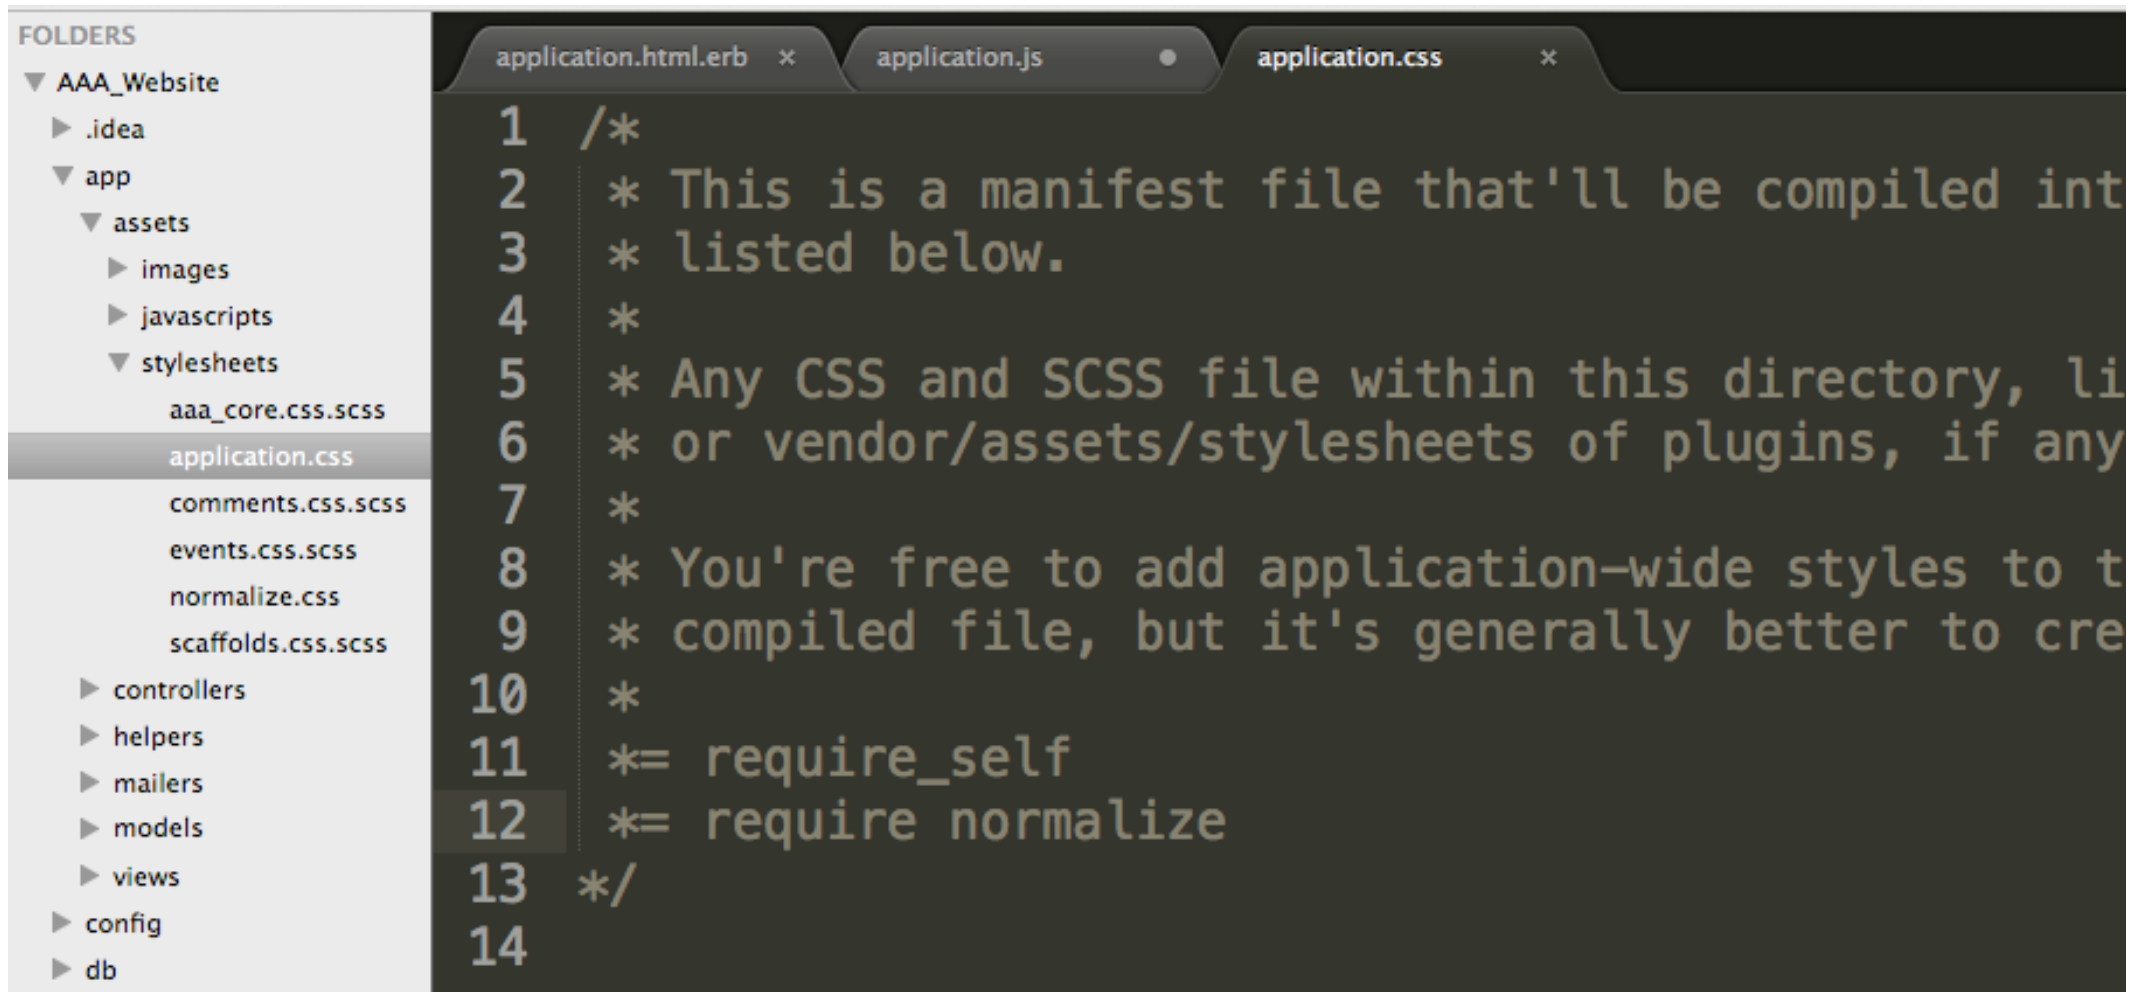 FOLDERS
AAA_Website
.idea
app
assets
images
javascripts
stylesheets
aaa_core.css.scss
application.css
comments.css.scss
events.css.scss
normalize.css
scaffolds.css.scss
controllers
helpers
mailers
models
views
config
db
application.html.erb × application.js application.css ×
1 /*
2 * This is a manifest file that'll be compiled int
3 * listed below.
4 *
5 * Any CSS and SCSS file within this directory, li
6 * or vendor/assets/stylesheets of plugins, if any
7 *
8 * You're free to add application-wide styles to t
9 * compiled file, but it's generally better to cre
10 *
11 *= require_self
12 *= require normalize
13 */
14